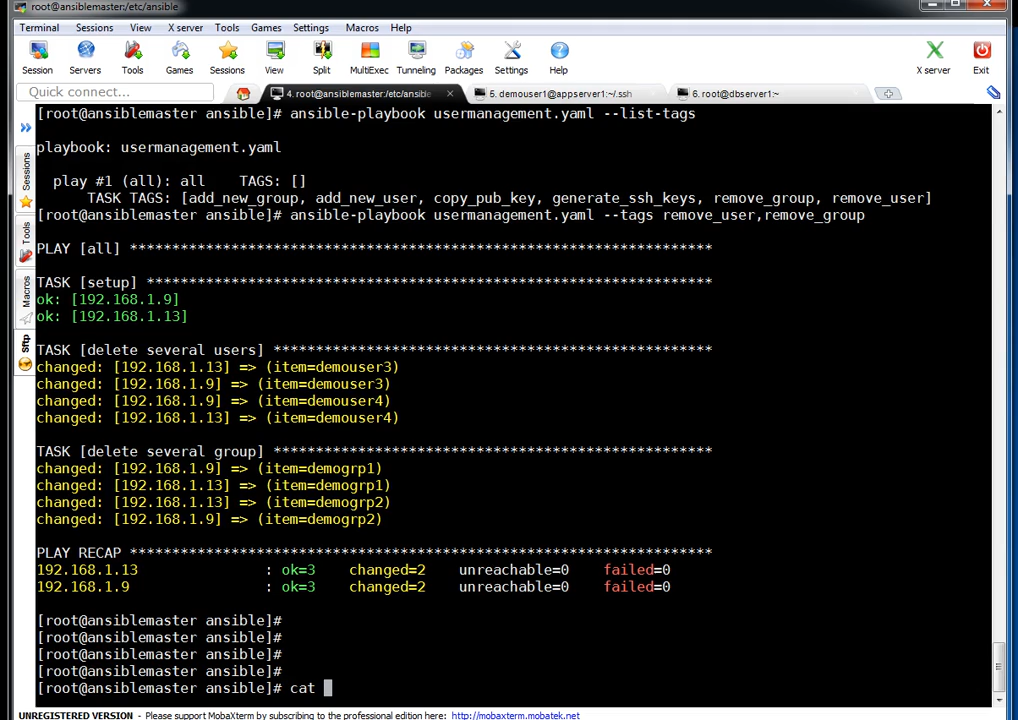 root@ansiblemaster:/etc/ansible
Terminal Sessions View X server Tools Games Settings Macros Help
Session Servers Tools Games Sessions View Split MultiExec Tunneling Packages Settings Help X server Exit
Quick connect... 4. root@ansiblemaster:/etc/ansible 5. demouser1@appserver1:~/.ssh 6. root@dbserver1:~
Sessions
Tools
Macros
Sftp
[root@ansiblemaster ansible]# ansible-playbook usermanagement.yaml --list-tags
playbook: usermanagement.yaml
play #1 (all): all TAGS: []
TASK TAGS: [add_new_group, add_new_user, copy_pub_key, generate_ssh_keys, remove_group, remove_user]
[root@ansiblemaster ansible]# ansible-playbook usermanagement.yaml --tags remove_user,remove_group
PLAY [all] *********************************************************************
TASK [setup] *******************************************************************
ok: [192.168.1.9]
ok: [192.168.1.13]
TASK [delete several users] ****************************************************
changed: [192.168.1.13] => (item=demouser3)
changed: [192.168.1.9] => (item=demouser3)
changed: [192.168.1.9] => (item=demouser4)
changed: [192.168.1.13] => (item=demouser4)
TASK [delete several group] ****************************************************
changed: [192.168.1.9] => (item=demogrp1)
changed: [192.168.1.13] => (item=demogrp1)
changed: [192.168.1.13] => (item=demogrp2)
changed: [192.168.1.9] => (item=demogrp2)
PLAY RECAP *********************************************************************
192.168.1.13 : ok=3 changed=2 unreachable=0 failed=0
192.168.1.9 : ok=3 changed=2 unreachable=0 failed=0
[root@ansiblemaster ansible]#
[root@ansiblemaster ansible]#
[root@ansiblemaster ansible]#
[root@ansiblemaster ansible]#
[root@ansiblemaster ansible]# cat
UNREGISTERED VERSION - Please support MobaXterm by subscribing to the professional edition here: http://mobaxterm.mobatek.net